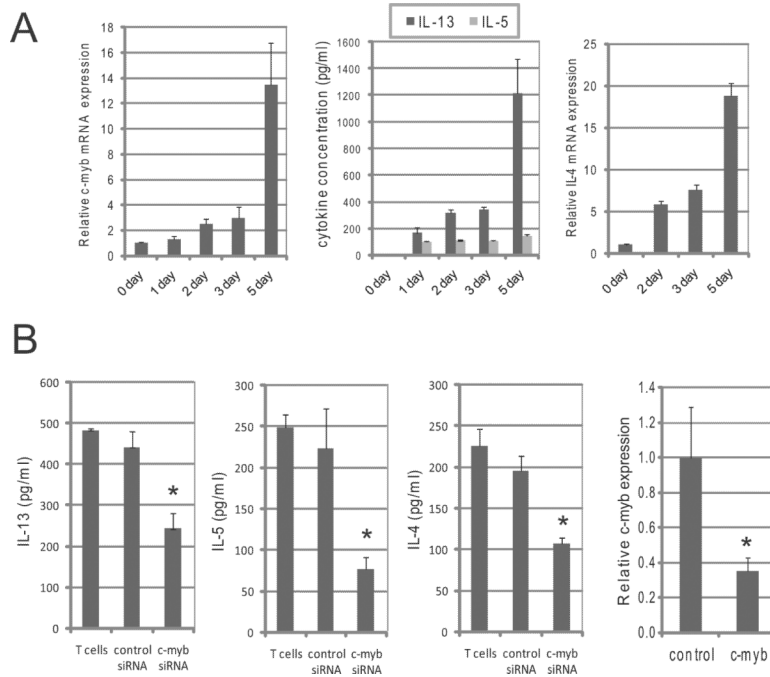 A
IL-13 IL-5
Relative c-myb mRNA expression
18
16
14
12
10
8
6
4
2
0
0 day
1 day
2 day
3 day
5 day
cytokine concentration (pg/ml)
1600
1400
1200
1000
800
600
400
200
0
0 day
1 day
2 day
3 day
5 day
Relative IL-4 mRNA expression
25
20
15
10
5
0
0 day
2 day
3 day
5 day
B
IL-13 (pg/ml)
600
500
400
300
200
100
0
*
T cells control c-myb
siRNA siRNA
IL-5 (pg/ml)
300
250
200
150
100
50
0
*
T cells control c-myb
siRNA siRNA
IL-4 (pg/ml)
300
250
200
150
100
50
0
*
T cells control c-myb
siRNA siRNA
Relative c-myb expression
1.4
1.2
1.0
0.8
0.6
0.4
0.2
0.0
*
control c-myb